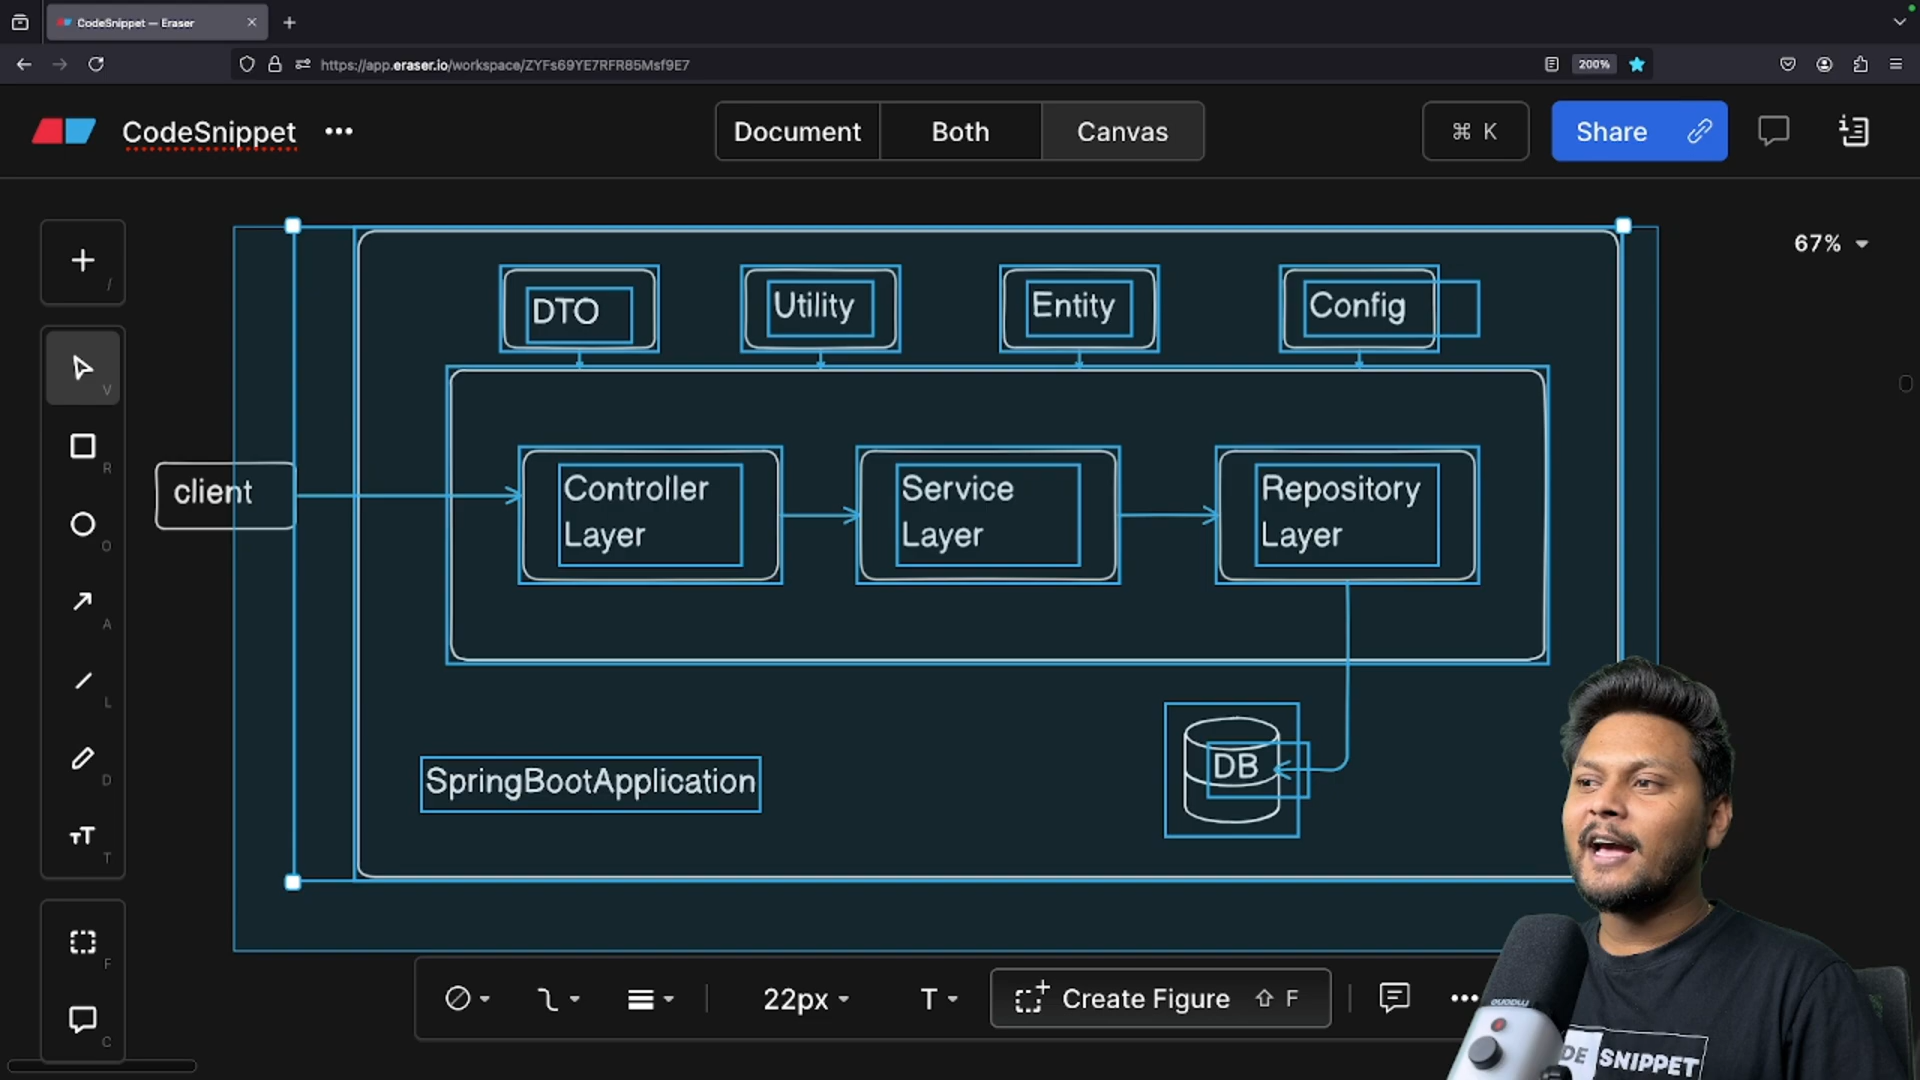 CodeSnippet — Eraser
https://app.eraser.io/workspace/ZYFs69YE7RFR85Msf9E7
200%
CodeSnippet
Document
Both
Canvas
⌘ K
Share
67%
/
V
R
O
A
L
D
T
F
C
DTO
Utility
Entity
Config
client
Controller
Layer
Service
Layer
Repository
Layer
DB
SpringBootApplication
22px
T
Create Figure
F
SNIPPET